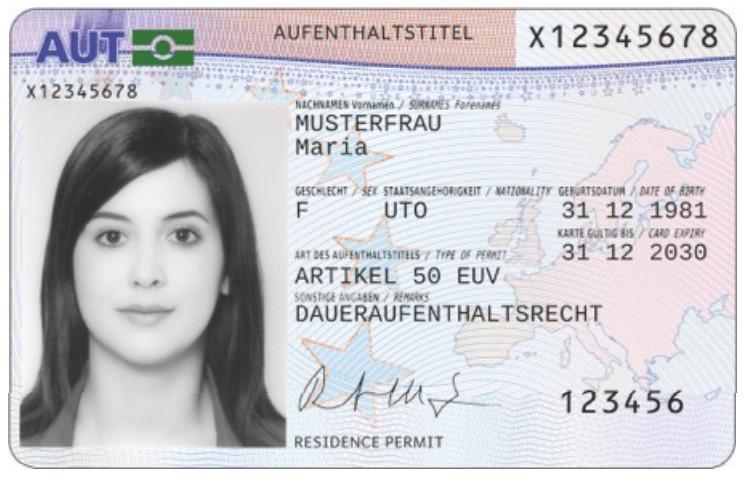 AUT
AUFENTHALTSTITEL
X12345678
X12345678
NACHNAMEN Vornamen / SURNAMES Forenames
MUSTERFRAU
Maria
GESCHLECHT / SEX STAATSANGEHÖRIGKEIT / NATIONALITY GEBURTSDATUM / DATE OF BIRTH
F UTO 31 12 1981
KARTE GÜLTIG BIS / CARD EXPIRY
31 12 2030
ART DES AUFENTHALTSTITELS / TYPE OF PERMIT
ARTIKEL 50 EUV
SONSTIGE ANGABEN / REMARKS
DAUERAUFENTHALTSRECHT
123456
RESIDENCE PERMIT